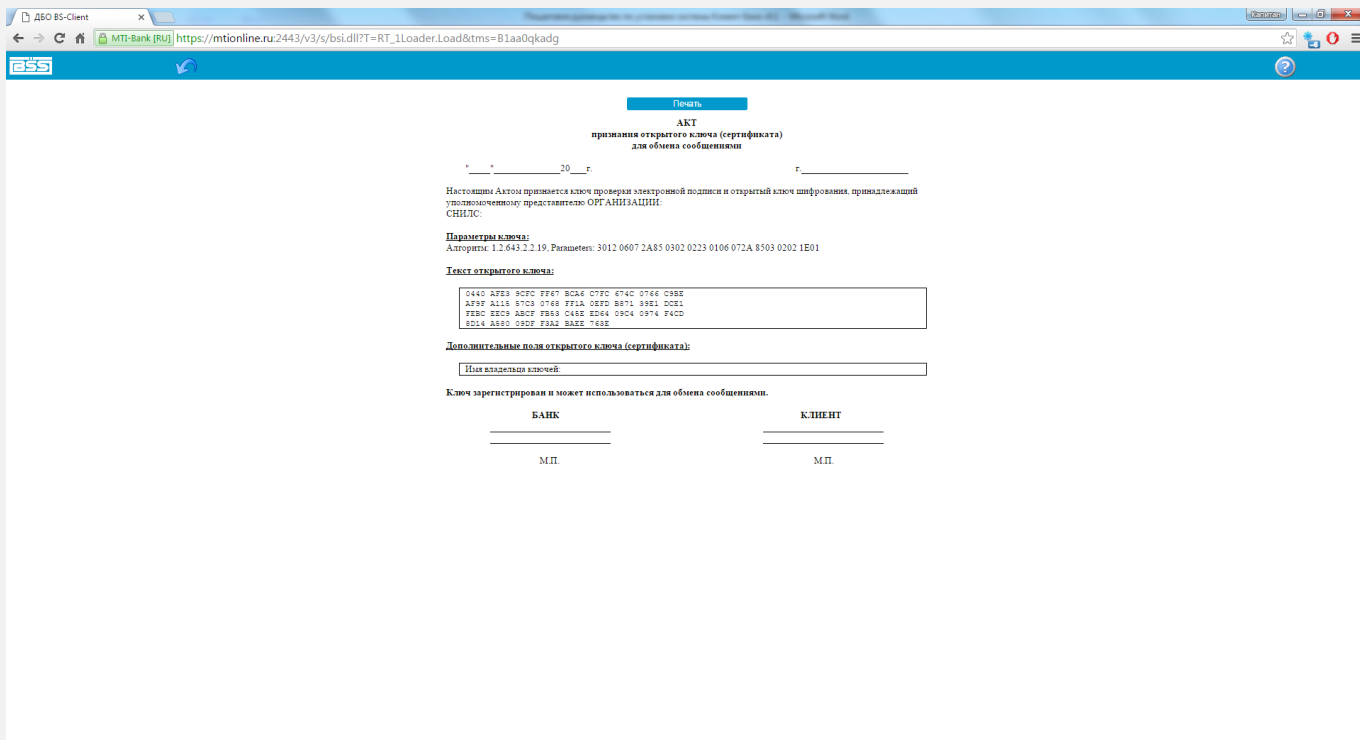 ДБО BS-Client
Капитан
MTI-Bank [RU] https://mtionline.ru:2443/v3/s/bsi.dll?T=RT_1Loader.Load&tms=B1aa0qkadg
BSS
Печать
АКТ
признания открытого ключа (сертификата)
для обмена сообщениями
"____"______________20___г. г.______________________
Настоящим Актом признается ключ проверки электронной подписи и открытый ключ шифрования, принадлежащий
уполномоченному представителю ОРГАНИЗАЦИИ:
СНИЛС:
Параметры ключа:
Алгоритм: 1.2.643.2.2.19, Parameters: 3012 0607 2A85 0302 0223 0106 072A 8503 0202 1E01
Текст открытого ключа:
0440 AFE3 9CFC FF67 BCA6 C7FC 674C 0766 C9BE
AF9F A115 57C3 0768 FF1A 0EFD B871 39E1 DCE1
FEBC EEC9 ABCF FB53 C45E ED64 09C4 0974 F4CD
8D14 A580 09DF F3A2 BAEE 763E
Дополнительные поля открытого ключа (сертификата):
Имя владельца ключей:
Ключ зарегистрирован и может использоваться для обмена сообщениями.
БАНК КЛИЕНТ
М.П. М.П.